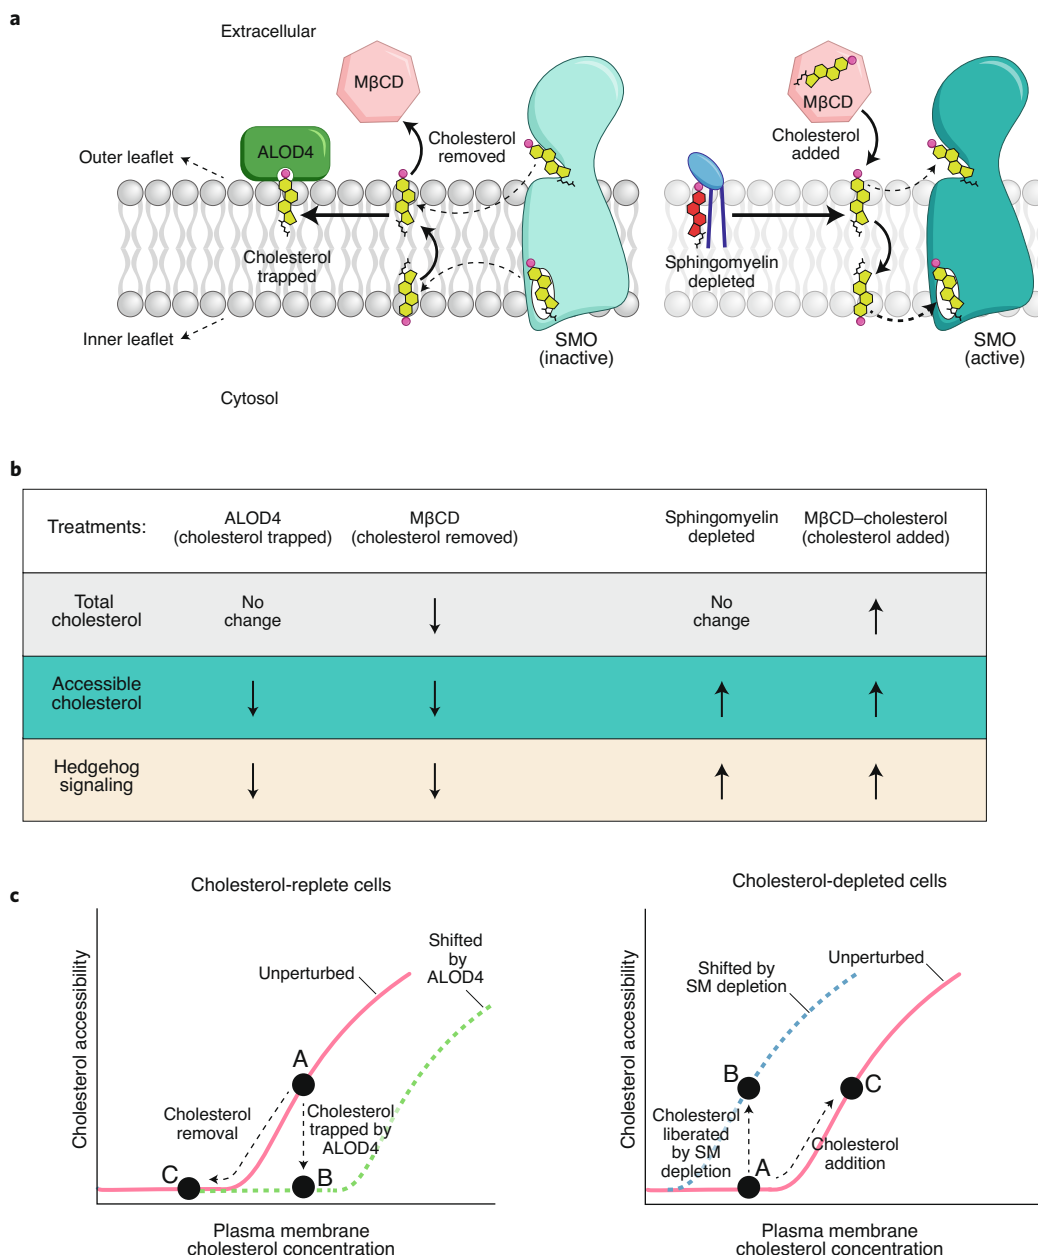 a
Extracellular
MβCD
Cholesterol
removed
ALOD4
Outer leaflet
Cholesterol
trapped
Inner leaflet
SMO
(inactive)
Cytosol
MβCD
Cholesterol
added
Sphingomyelin
depleted
SMO
(active)
b
Treatments:
ALOD4
(cholesterol trapped)
MβCD
(cholesterol removed)
Sphingomyelin
depleted
MβCD–cholesterol
(cholesterol added)
Total
cholesterol
No
change
No
change
Accessible
cholesterol
Hedgehog
signaling
c
Cholesterol-replete cells
Cholesterol accessibility
Unperturbed
Shifted
by
ALOD4
A
Cholesterol
removal
Cholesterol
trapped by
ALOD4
C
B
Plasma membrane
cholesterol concentration
Cholesterol-depleted cells
Cholesterol accessibility
Shifted by
SM depletion
Unperturbed
B
C
Cholesterol
liberated
by SM
depletion
A
Cholesterol
addition
Plasma membrane
cholesterol concentration